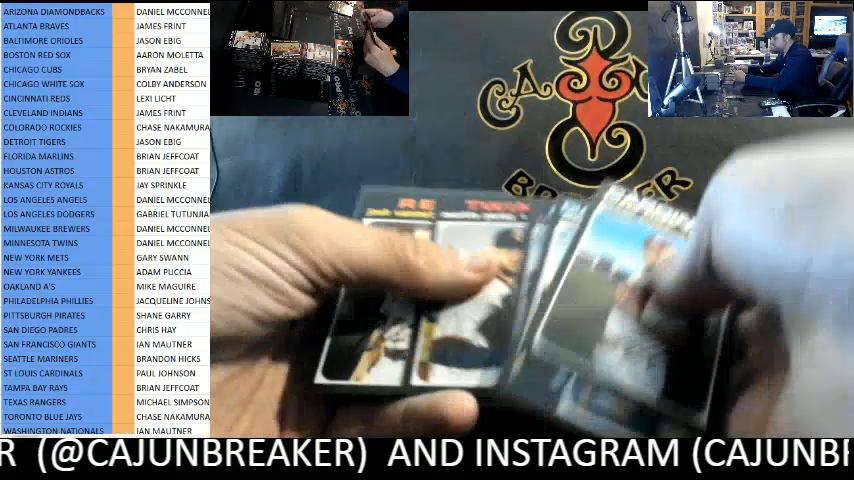 ARIZONA DIAMONDBACKS DANIEL MCCONNEL
ATLANTA BRAVES JAMES FRINT
BALTIMORE ORIOLES JASON EBIG
BOSTON RED SOX AARON MOLETTA
CHICAGO CUBS BRYAN ZABEL
CHICAGO WHITE SOX COLBY ANDERSON
CINCINNATI REDS LEXI LICHT
CLEVELAND INDIANS JAMES FRINT
COLORADO ROCKIES CHASE NAKAMURA
DETROIT TIGERS JASON EBIG
FLORIDA MARLINS BRIAN JEFFCOAT
HOUSTON ASTROS BRIAN JEFFCOAT
KANSAS CITY ROYALS JAY SPRINKLE
LOS ANGELES ANGELS DANIEL MCCONNEL
LOS ANGELES DODGERS GABRIEL TUTUNJIA
MILWAUKEE BREWERS DANIEL MCCONNEL
MINNESOTA TWINS DANIEL MCCONNEL
NEW YORK METS GARY SWANN
NEW YORK YANKEES ADAM PUCCIA
OAKLAND A'S MIKE MAGUIRE
PHILADELPHIA PHILLIES JACQUELINE JOHNS
PITTSBURGH PIRATES SHANE GARRY
SAN DIEGO PADRES CHRIS HAY
SAN FRANCISCO GIANTS IAN MAUTNER
SEATTLE MARINERS BRANDON HICKS
ST LOUIS CARDINALS PAUL JOHNSON
TAMPA BAY RAYS BRIAN JEFFCOAT
TEXAS RANGERS MICHAEL SIMPSON
TORONTO BLUE JAYS CHASE NAKAMURA
WASHINGTON NATIONALS IAN MAUTNER
R (@CAJUNBREAKER) AND INSTAGRAM (CAJUNBR